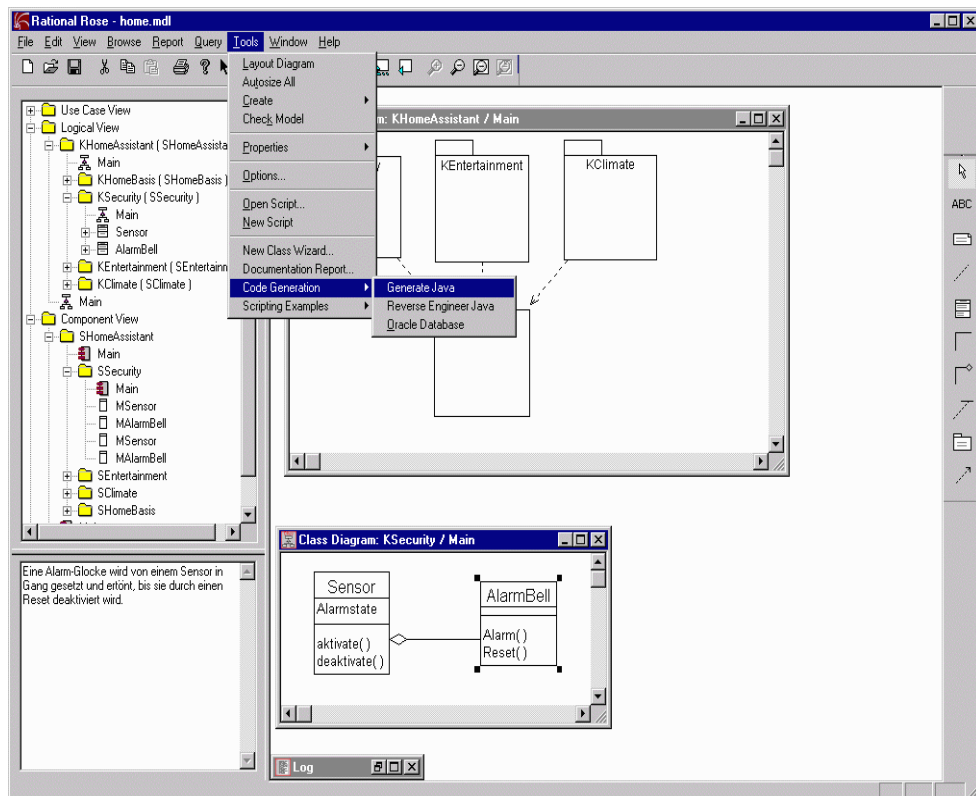 Rational Rose - home.mdl
File Edit View Browse Report Query Tools Window Help
Layout Diagram
Autosize All
Create
Check Model
Properties
Options...
Open Script...
New Script
New Class Wizard...
Documentation Report...
Code Generation
Scripting Examples
Generate Java
Reverse Engineer Java
Oracle Database
Use Case View
Logical View
KHomeAssistant ( SHomeAssista
Main
KHomeBasis ( SHomeBasis )
KSecurity ( SSecurity )
Main
Sensor
AlarmBell
KEntertainment ( SEntertainn
KClimate ( SClimate )
Main
Component View
SHomeAssistant
Main
SSecurity
Main
MSensor
MAlarmBell
MSensor
MAlarmBell
SEntertainment
SClimate
SHomeBasis
Eine Alarm-Glocke wird von einem Sensor in
Gang gesetzt und ertönt, bis sie durch einen
Reset deaktiviert wird.
m: KHomeAssistant / Main
y
KEntertainment
KClimate
ABC
Class Diagram: KSecurity / Main
Sensor
Alarmstate
aktivate( )
deaktivate( )
AlarmBell
Alarm( )
Reset( )
Log